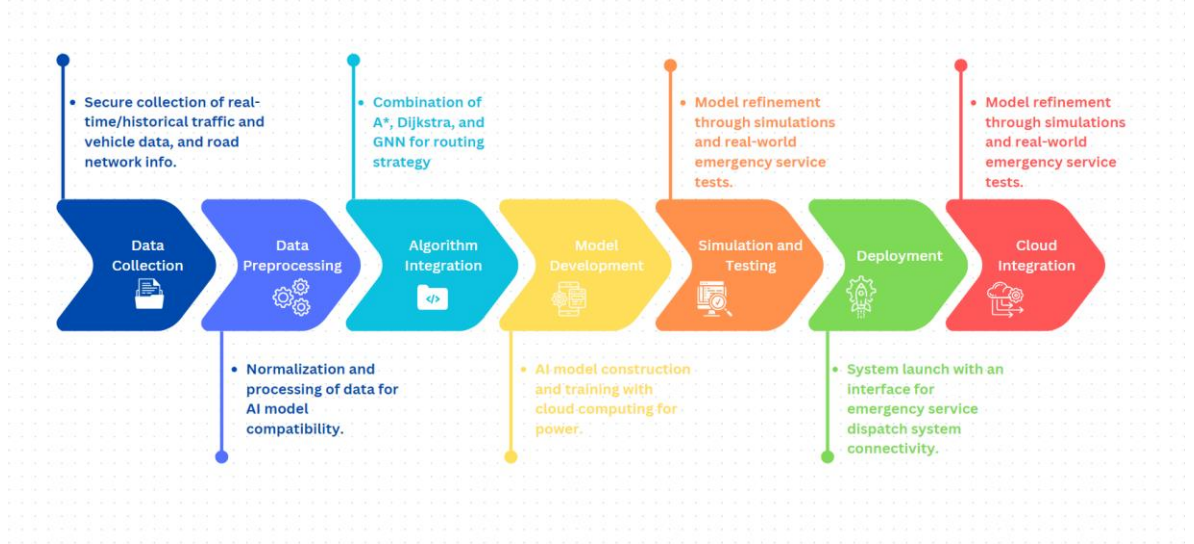 • Secure collection of real-
time/historical traffic and
vehicle data, and road
network info.
• Combination of
A*, Dijkstra, and
GNN for routing
strategy
• Model refinement
through simulations
and real-world
emergency service
tests.
• Model refinement
through simulations
and real-world
emergency service
tests.
Data
Collection
Data
Preprocessing
Algorithm
Integration
</>
Model
Development
Simulation and
Testing
Deployment
Cloud
Integration
• Normalization and
processing of data for
AI model
compatibility.
• AI model construction
and training with
cloud computing for
power.
• System launch with an
interface for
emergency service
dispatch system
connectivity.